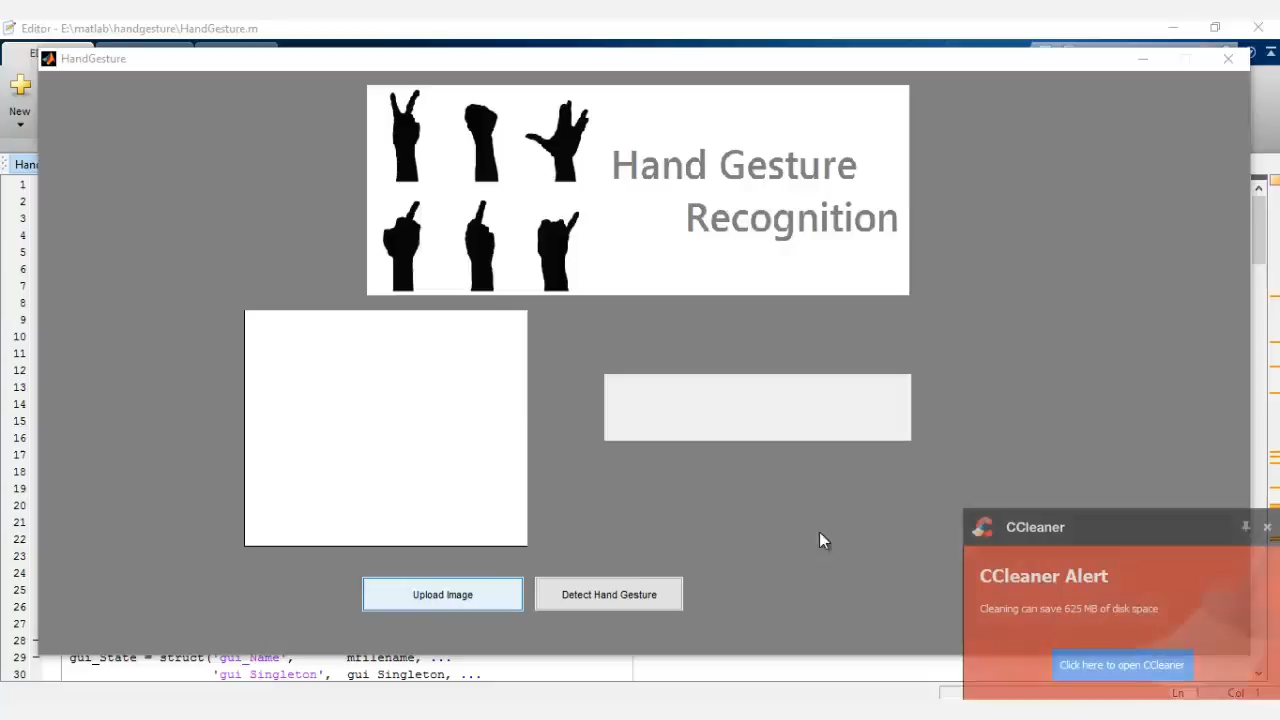 Editor - E:\matlab\handgesture\HandGesture.m
HandGesture
New
Hand Gesture
Recognition
1
2
3
4
5
6
7
8
9
10
11
12
13
14
15
16
17
18
19
20
21
22
23
24
25
26
27
28
29
30
Upload Image
Detect Hand Gesture
CCleaner
CCleaner Alert
Cleaning can save 625 MB of disk space
Click here to open CCleaner
gui_State = struct('gui_Name', mfilename, ...
'gui_Singleton', gui_Singleton, ...
Ln 1 Col 1